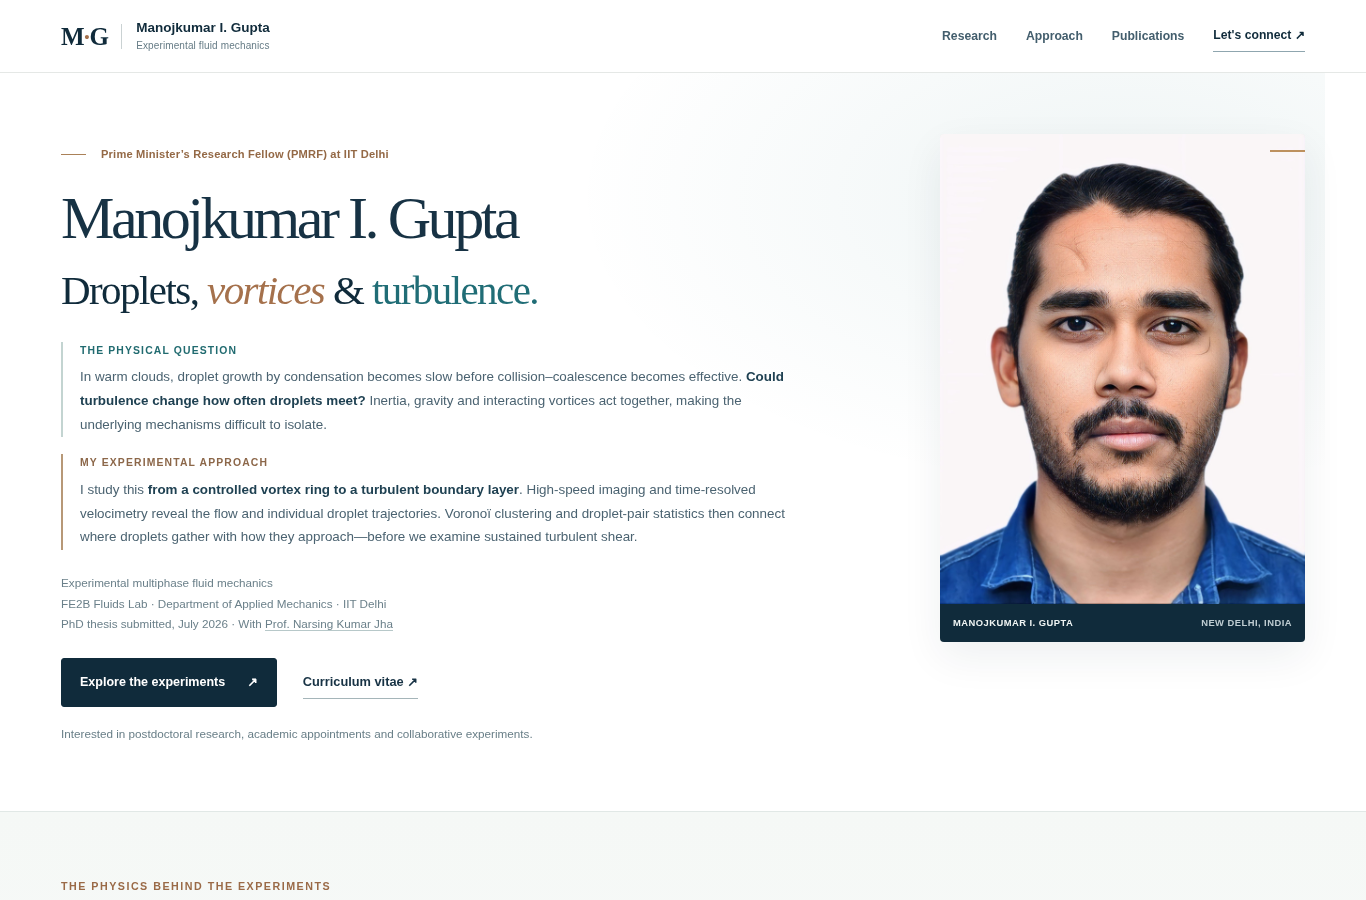 M·G
Manojkumar I. Gupta
Experimental fluid mechanics
Research
Approach
Publications
Let's connect ↗
Prime Minister’s Research Fellow (PMRF) at IIT Delhi
Manojkumar I. Gupta
Droplets, vortices & turbulence.
THE PHYSICAL QUESTION
In warm clouds, droplet growth by condensation becomes slow before collision–coalescence becomes effective. Could
turbulence change how often droplets meet? Inertia, gravity and interacting vortices act together, making the
underlying mechanisms difficult to isolate.
MY EXPERIMENTAL APPROACH
I study this from a controlled vortex ring to a turbulent boundary layer. High-speed imaging and time-resolved
velocimetry reveal the flow and individual droplet trajectories. Voronoï clustering and droplet-pair statistics then connect
where droplets gather with how they approach—before we examine sustained turbulent shear.
Experimental multiphase fluid mechanics
FE2B Fluids Lab · Department of Applied Mechanics · IIT Delhi
PhD thesis submitted, July 2026 · With Prof. Narsing Kumar Jha
Explore the experiments ↗
Curriculum vitae ↗
Interested in postdoctoral research, academic appointments and collaborative experiments.
MANOJKUMAR I. GUPTA
NEW DELHI, INDIA
THE PHYSICS BEHIND THE EXPERIMENTS